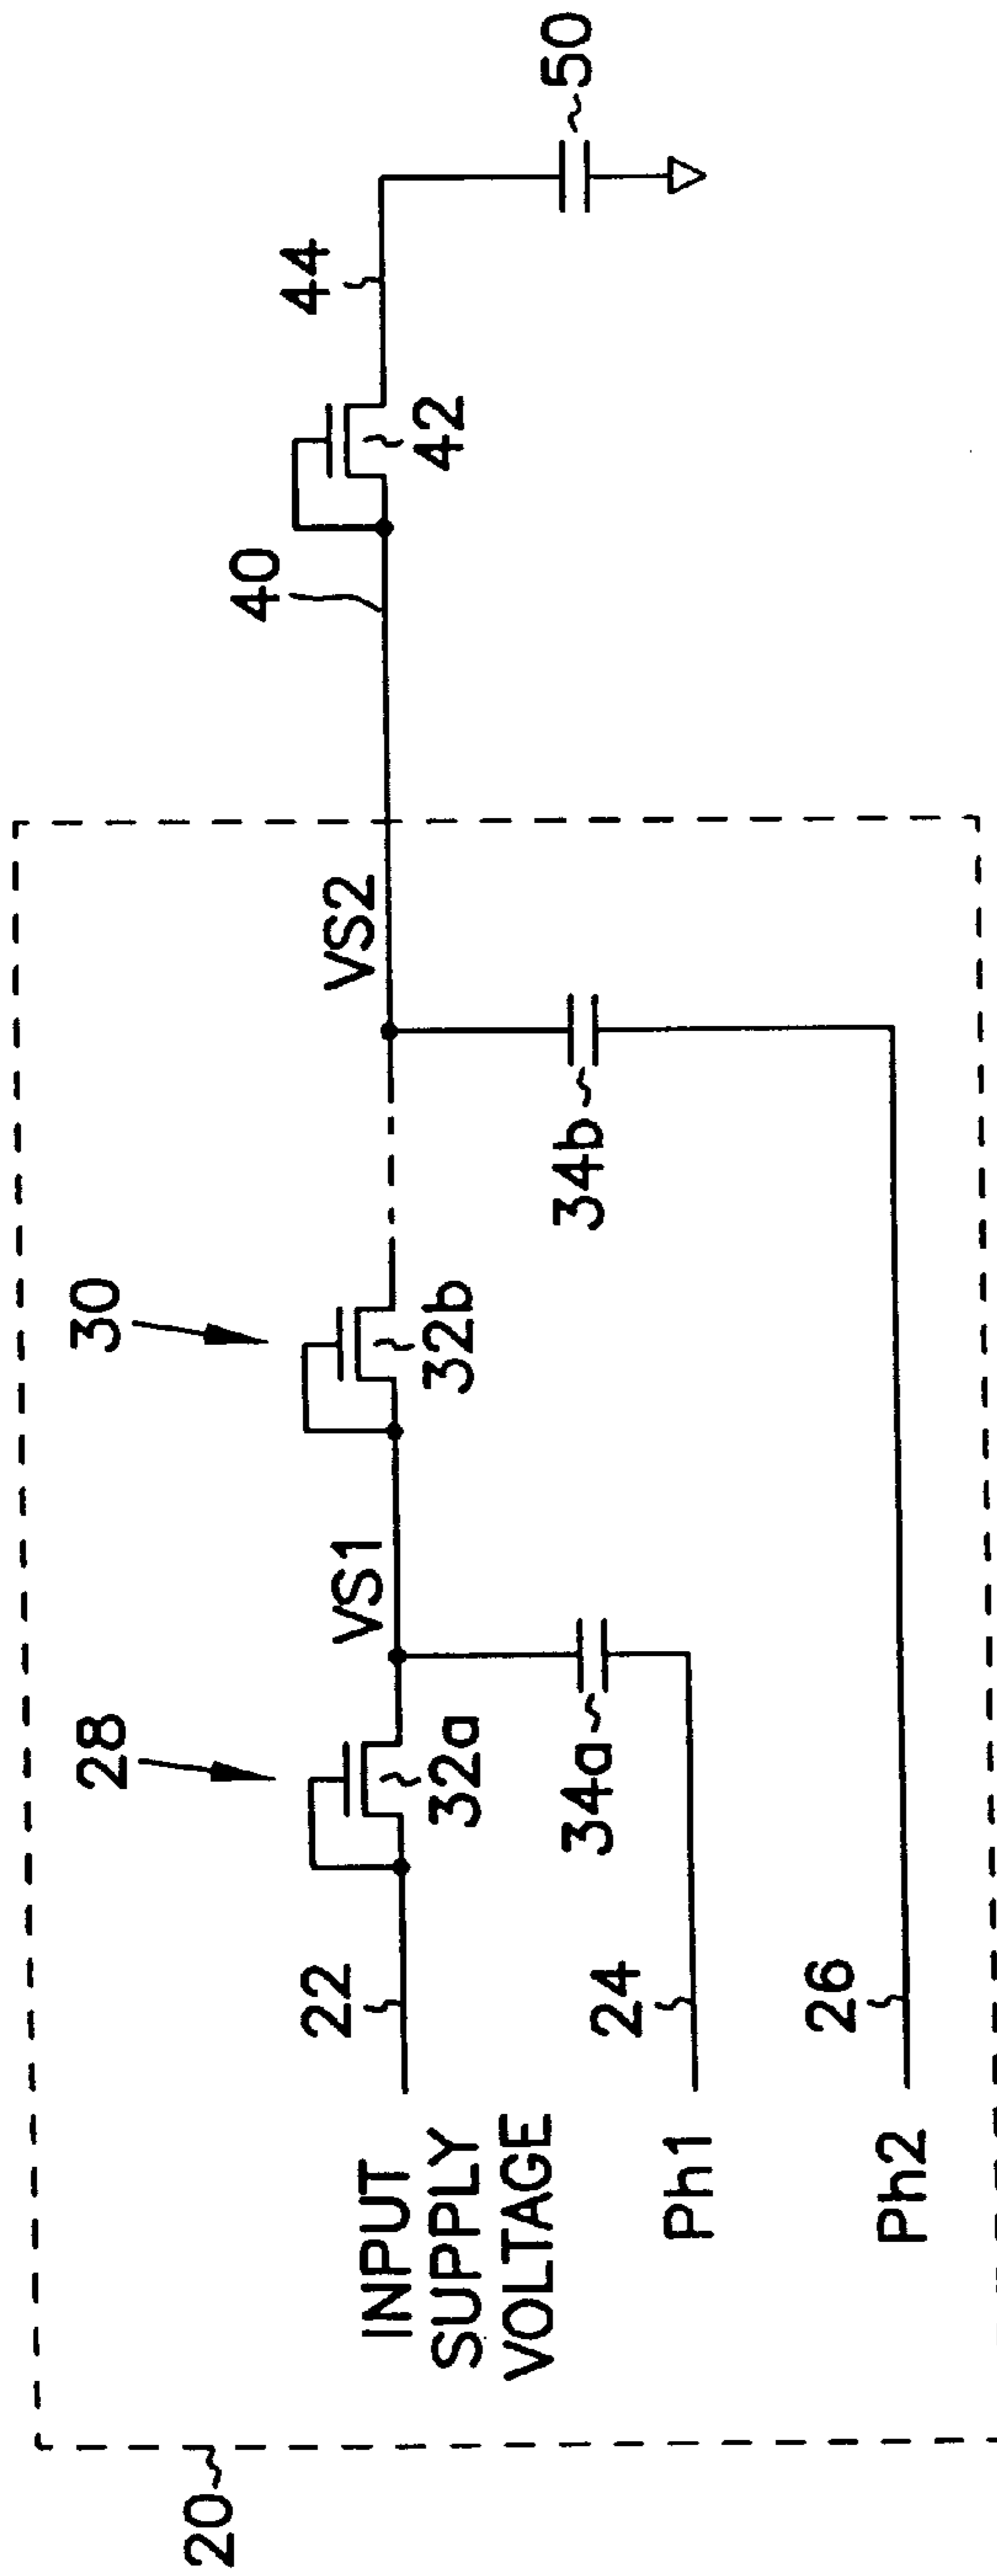 20
28
30
40
44
50
22
32a
VS1
32b
VS2
42
INPUT
SUPPLY
VOLTAGE
34a
34b
24
Ph1
26
Ph2